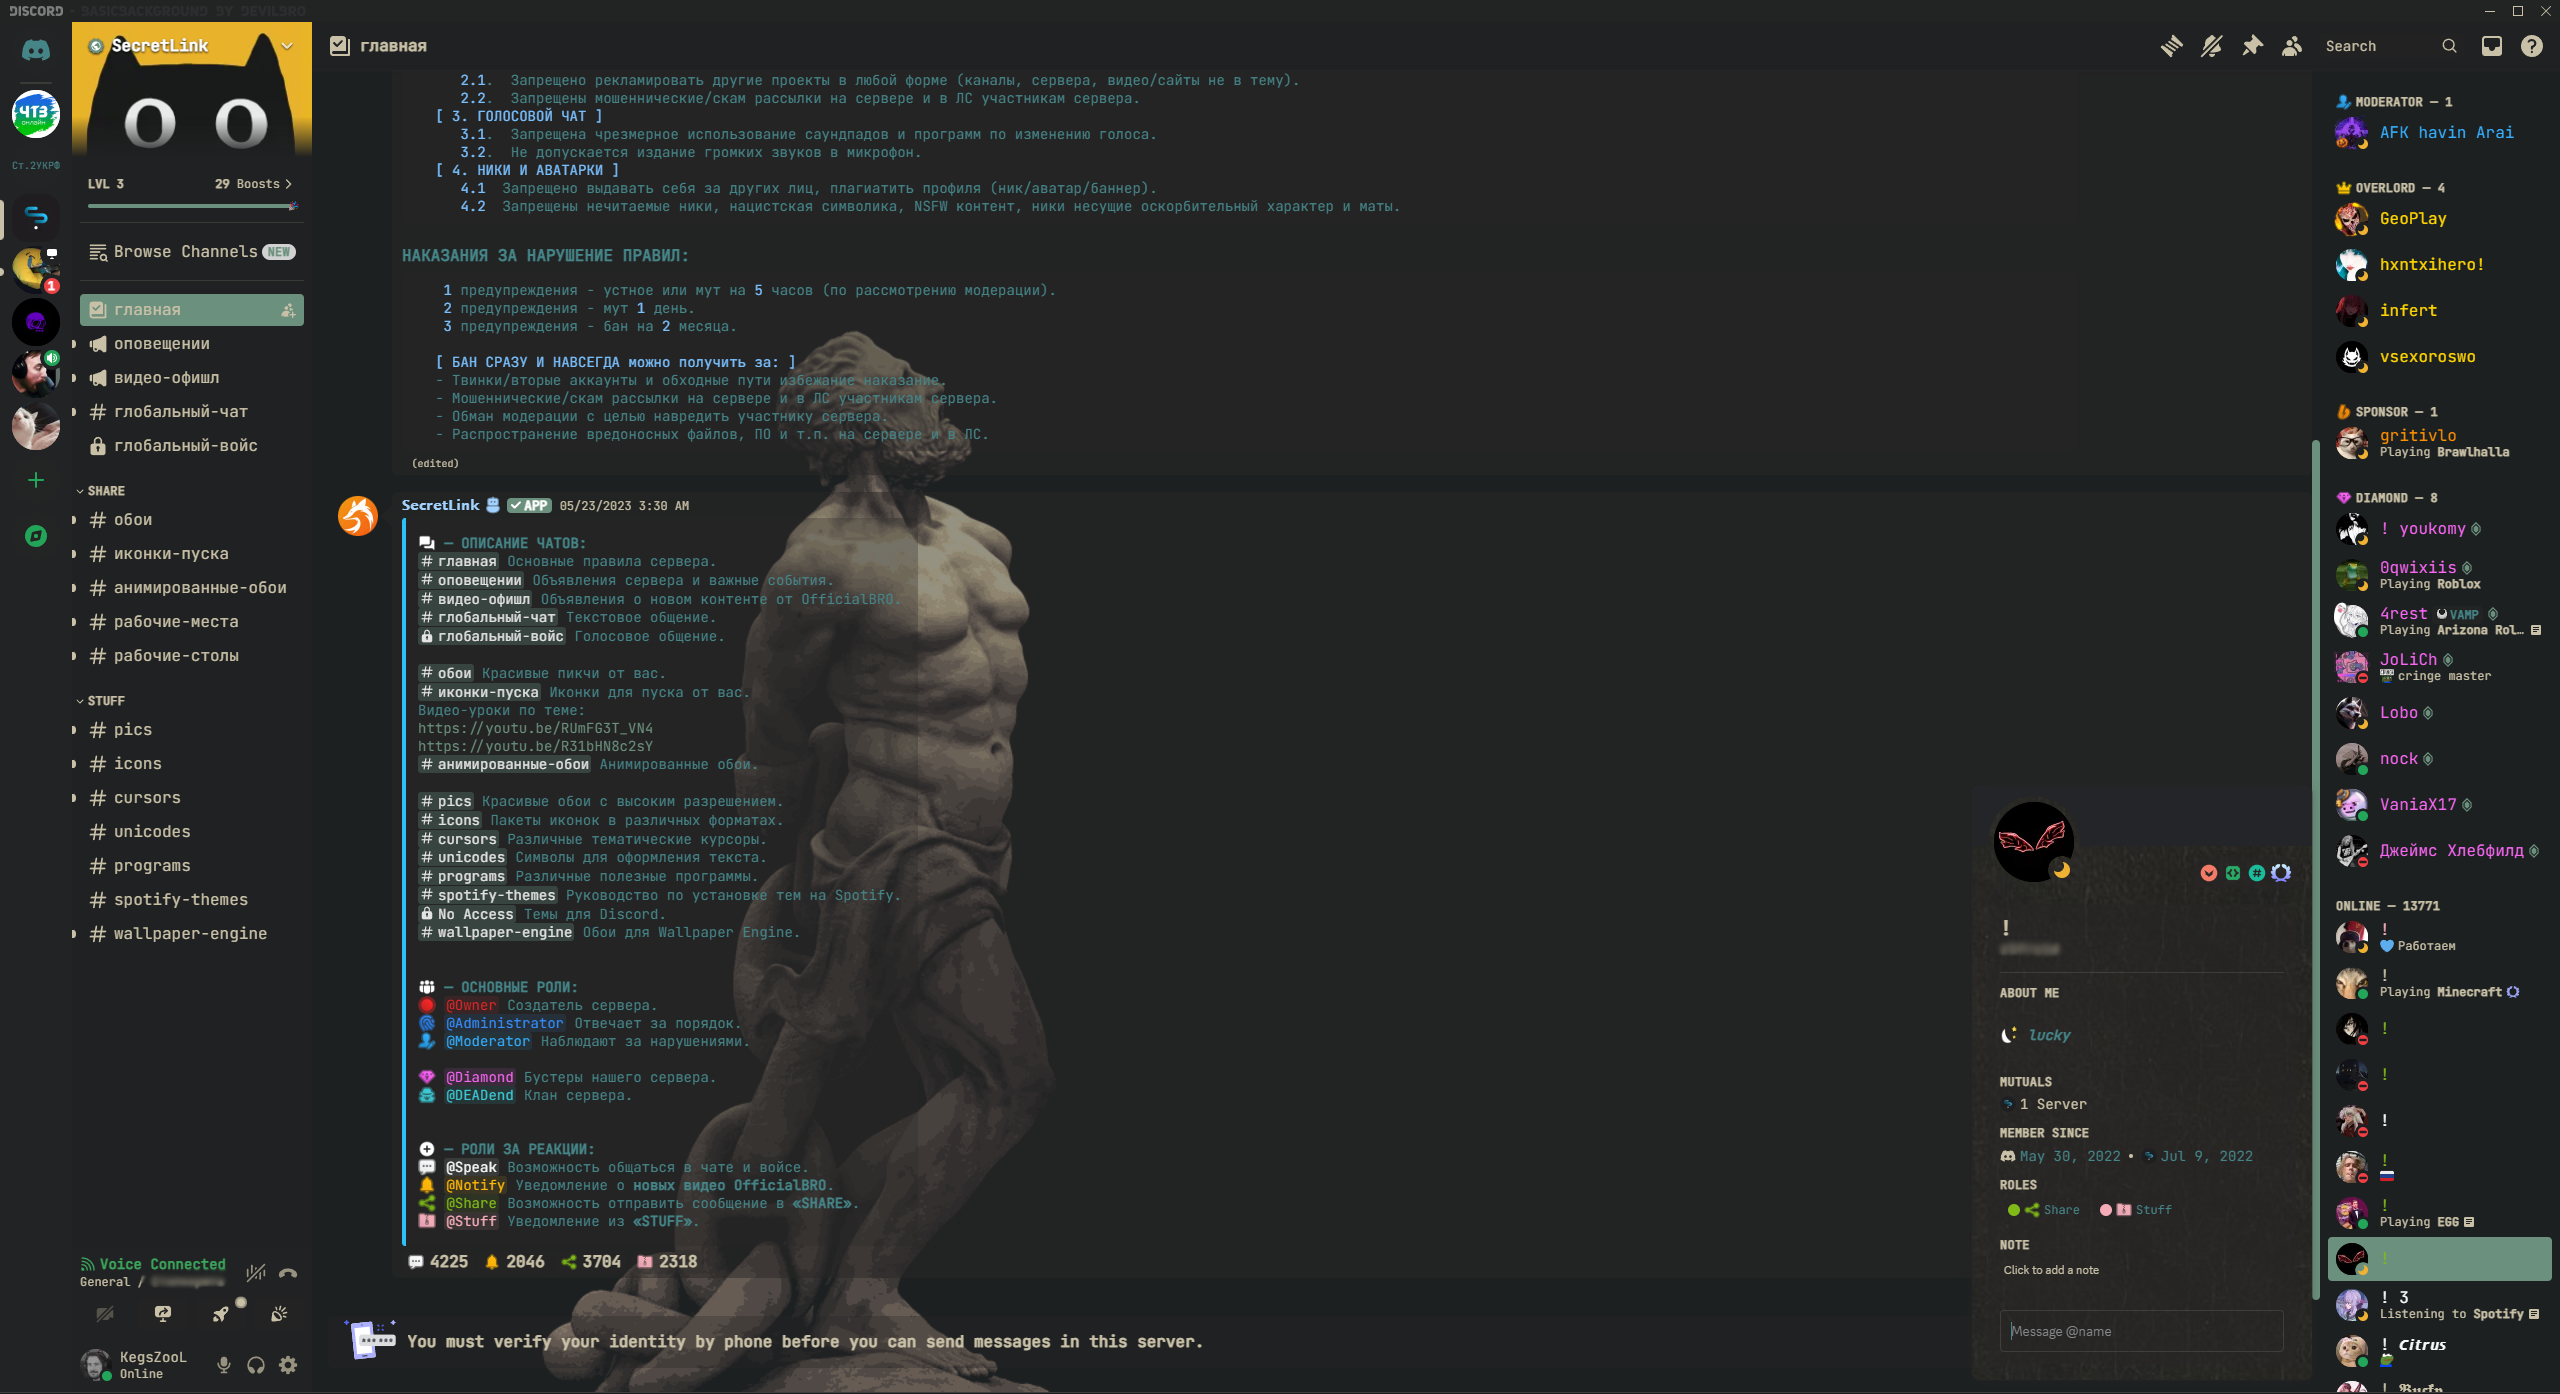 DISCORD - BASICBACKGROUND BY DEVILBRO
SecretLink
LVL 3
29 Boosts
Browse Channels NEW
главная
оповещении
видео-офишл
глобальный-чат
глобальный-войс
SHARE
обои
иконки-пуска
анимированные-обои
рабочие-места
рабочие-столы
STUFF
pics
icons
cursors
unicodes
programs
spotify-themes
wallpaper-engine
Voice Connected
General /
KegsZooL
Online
ЧТЗ
онлайн
Ст.2УКРФ
1
главная
Search
2.1. Запрещено рекламировать другие проекты в любой форме (каналы, сервера, видео/сайты не в тему).
2.2. Запрещены мошеннические/скам рассылки на сервере и в ЛС участникам сервера.
[ 3. ГОЛОСОВОЙ ЧАТ ]
3.1. Запрещена чрезмерное использование саундпадов и программ по изменению голоса.
3.2. Не допускается издание громких звуков в микрофон.
[ 4. НИКИ И АВАТАРКИ ]
4.1 Запрещено выдавать себя за других лиц, плагиатить профиля (ник/аватар/баннер).
4.2 Запрещены нечитаемые ники, нацистская символика, NSFW контент, ники несущие оскорбительный характер и маты.
НАКАЗАНИЯ ЗА НАРУШЕНИЕ ПРАВИЛ:
1 предупреждения - устное или мут на 5 часов (по рассмотрению модерации).
2 предупреждения - мут 1 день.
3 предупреждения - бан на 2 месяца.
[ БАН СРАЗУ И НАВСЕГДА можно получить за: ]
- Твинки/вторые аккаунты и обходные пути избежание наказание.
- Мошеннические/скам рассылки на сервере и в ЛС участникам сервера.
- Обман модерации с целью навредить участнику сервера.
- Распространение вредоносных файлов, ПО и т.п. на сервере и в ЛС.
(edited)
SecretLink APP 05/23/2023 3:30 AM
— ОПИСАНИЕ ЧАТОВ:
главная Основные правила сервера.
оповещении Объявления сервера и важные события.
видео-офишл Объявления о новом контенте от OfficialBRO.
глобальный-чат Текстовое общение.
глобальный-войс Голосовое общение.
обои Красивые пикчи от вас.
иконки-пуска Иконки для пуска от вас.
Видео-уроки по теме:
https://youtu.be/RUmFG3T_VN4
https://youtu.be/R31bHN8c2sY
анимированные-обои Анимированные обои.
pics Красивые обои с высоким разрешением.
icons Пакеты иконок в различных форматах.
cursors Различные тематические курсоры.
unicodes Символы для оформления текста.
programs Различные полезные программы.
spotify-themes Руководство по установке тем на Spotify.
No Access Темы для Discord.
wallpaper-engine Обои для Wallpaper Engine.
— ОСНОВНЫЕ РОЛИ:
@Owner Создатель сервера.
@Administrator Отвечает за порядок.
@Moderator Наблюдают за нарушениями.
@Diamond Бустеры нашего сервера.
@DEADend Клан сервера.
— РОЛИ ЗА РЕАКЦИИ:
@Speak Возможность общаться в чате и войсе.
@Notify Уведомление о новых видео OfficialBRO.
@Share Возможность отправить сообщение в «SHARE».
@Stuff Уведомление из «STUFF».
4225 2046 3704 2318
You must verify your identity by phone before you can send messages in this server.
!
ABOUT ME
lucky
MUTUALS
1 Server
MEMBER SINCE
May 30, 2022 • Jul 9, 2022
ROLES
Share Stuff
NOTE
Click to add a note
Message @name
MODERATOR — 1
AFK havin Arai
OVERLORD — 4
GeoPlay
hxntxihero!
infert
vsexoroswo
SPONSOR — 1
gritivlo
Playing Brawlhalla
DIAMOND — 8
! youkomy
0qwixiis
Playing Roblox
4rest VAMP
Playing Arizona Rol…
JoLiCh
cringe master
Lobo
nock
VaniaX17
Джеймс Хлебфилд
ONLINE — 13771
!
Работаем
!
Playing Minecraft
!
!
!
!
!
Playing EGG
!
! 3
Listening to Spotify
! Citrus